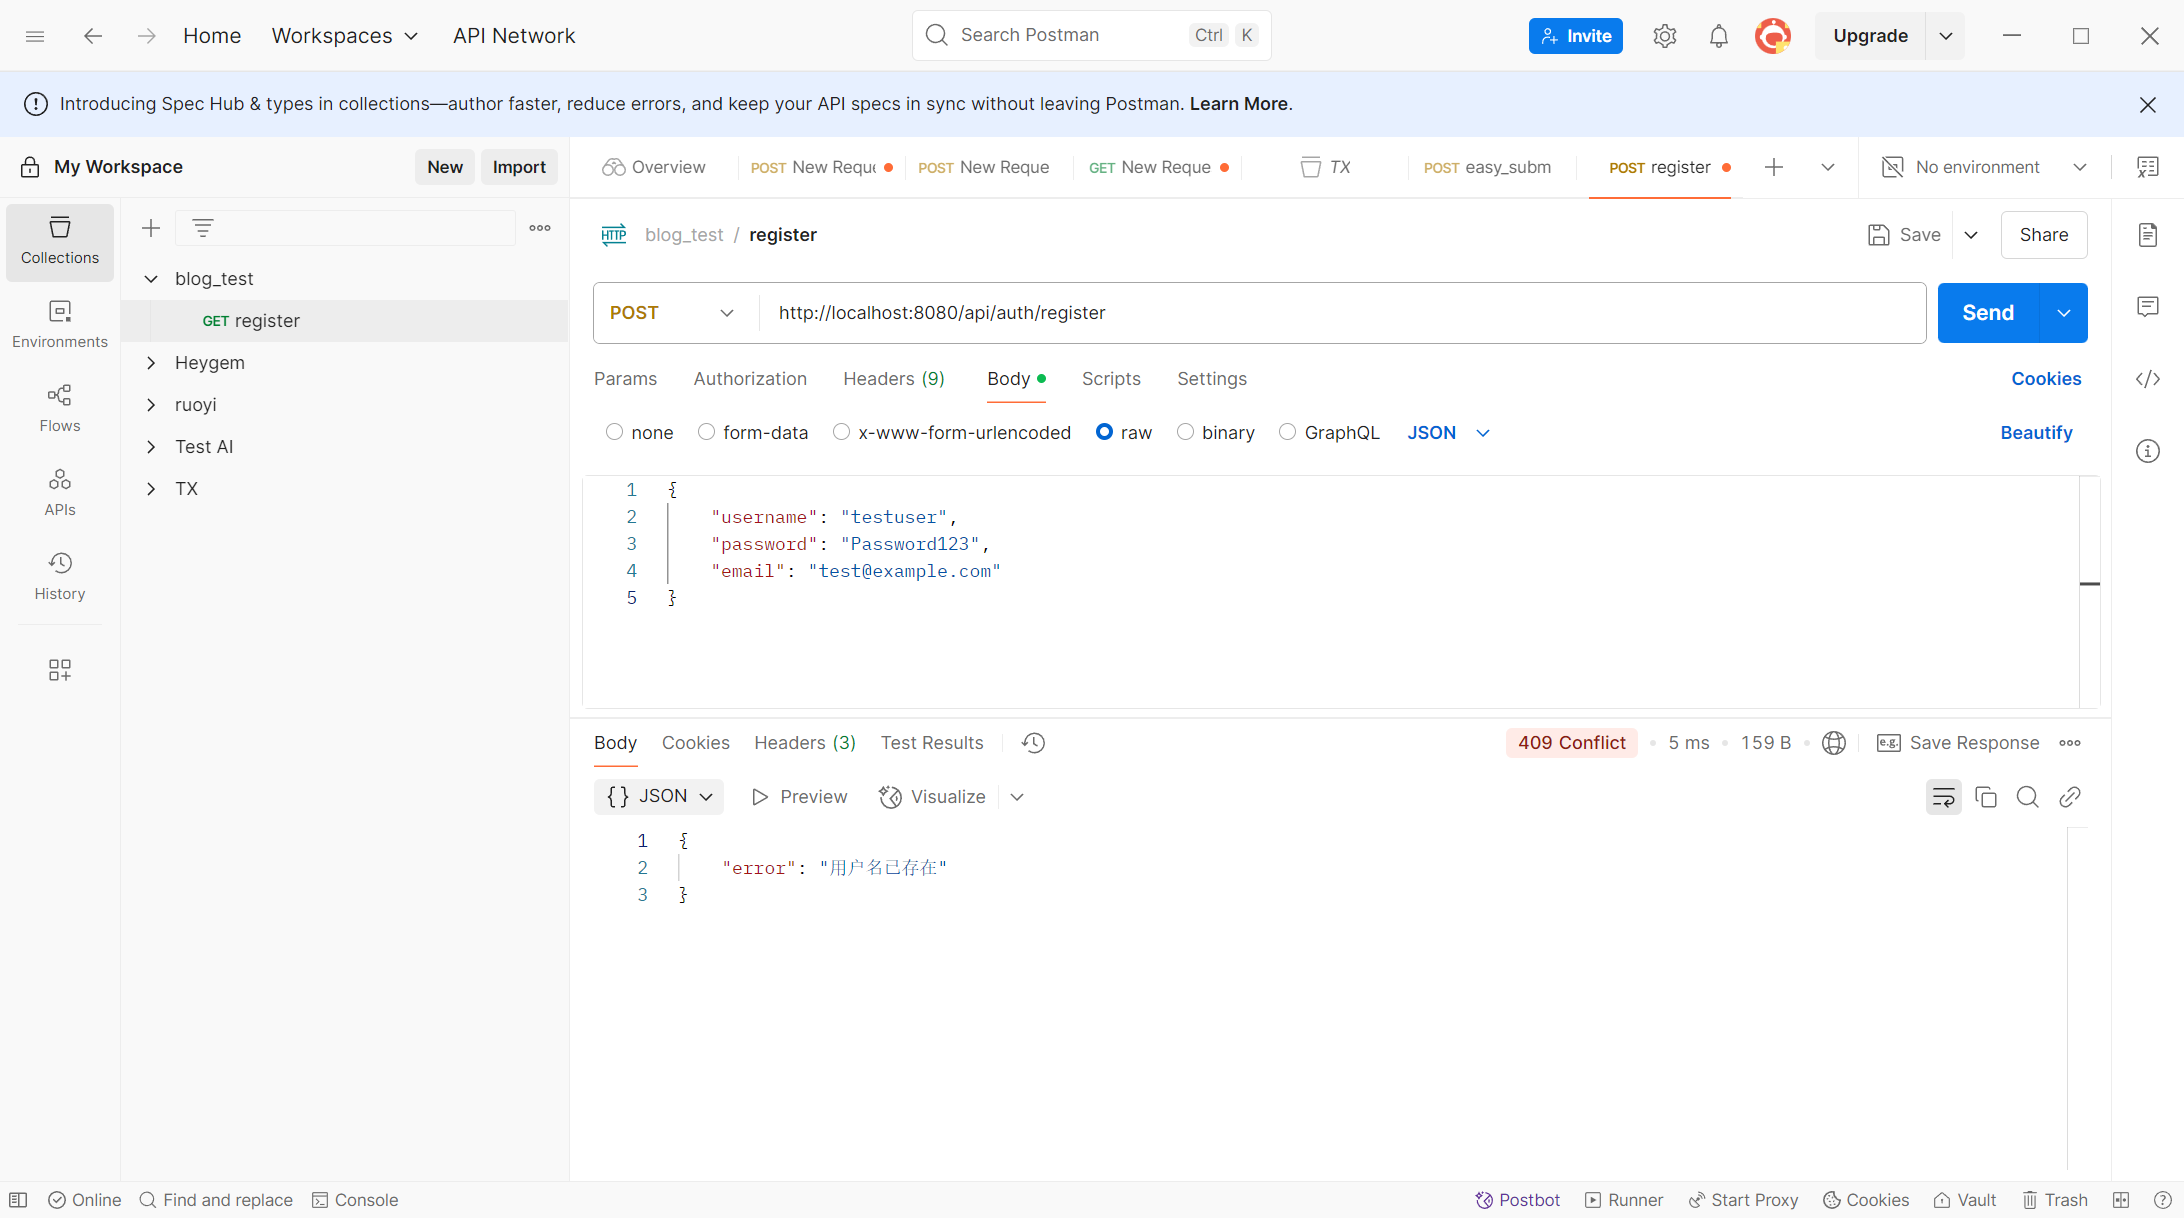 Home Workspaces API Network Search Postman Ctrl K Invite Upgrade
Introducing Spec Hub & types in collections—author faster, reduce errors, and keep your API specs in sync without leaving Postman. Learn More.
My Workspace New Import
Overview POST New Reque POST New Reque GET New Reque TX POST easy_subm POST register No environment
Collections
Environments
Flows
APIs
History
blog_test
GET register
Heygem
ruoyi
Test AI
TX
HTTP blog_test / register Save Share
POST http://localhost:8080/api/auth/register Send
Params Authorization Headers (9) Body Scripts Settings Cookies
none form-data x-www-form-urlencoded raw binary GraphQL JSON Beautify
1 {
2 "username": "testuser",
3 "password": "Password123",
4 "email": "test@example.com"
5 }
Body Cookies Headers (3) Test Results 409 Conflict 5 ms 159 B e.g. Save Response
{} JSON Preview Visualize
1 {
2 "error": "用户名已存在"
3 }
Online Find and replace Console Postbot Runner Start Proxy Cookies Vault Trash